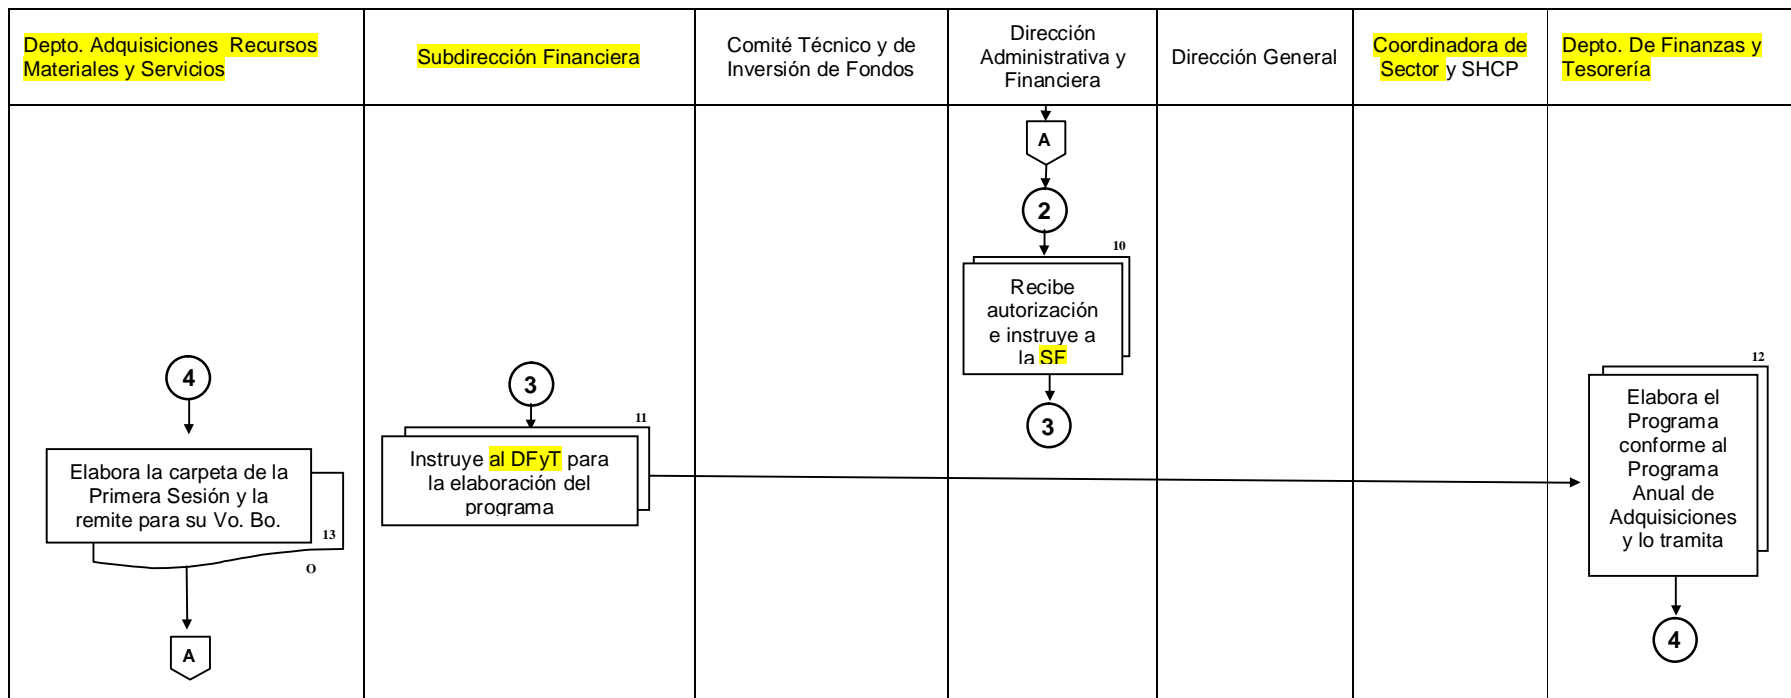 Depto. Adquisiciones Recursos
Materiales y Servicios
Subdirección Financiera
Comité Técnico y de
Inversión de Fondos
Dirección
Administrativa y
Financiera
Dirección General
Coordinadora de
Sector y SHCP
Depto. De Finanzas y
Tesorería
A
2
10
Recibe
autorización
e instruye a
la SF
3
4
13
Elabora la carpeta de la
Primera Sesión y la
remite para su Vo. Bo.
O
A
3
11
Instruye al DFyT para
la elaboración del
programa
12
Elabora el
Programa
conforme al
Programa
Anual de
Adquisiciones
y lo tramita
4